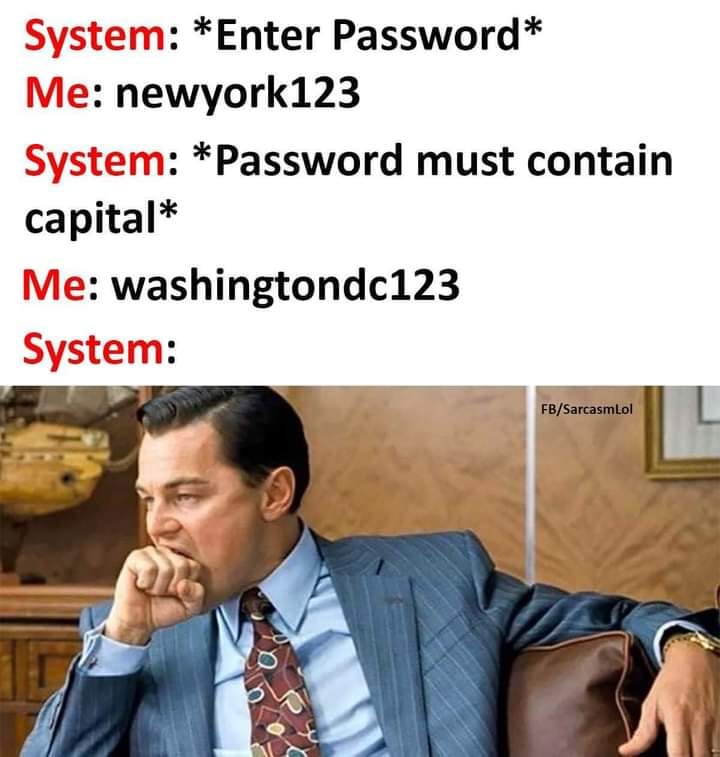 System: *Enter Password*
Me: newyork123
System: *Password must contain
capital*
Me: washingtondc123
System:
FB/SarcasmLol